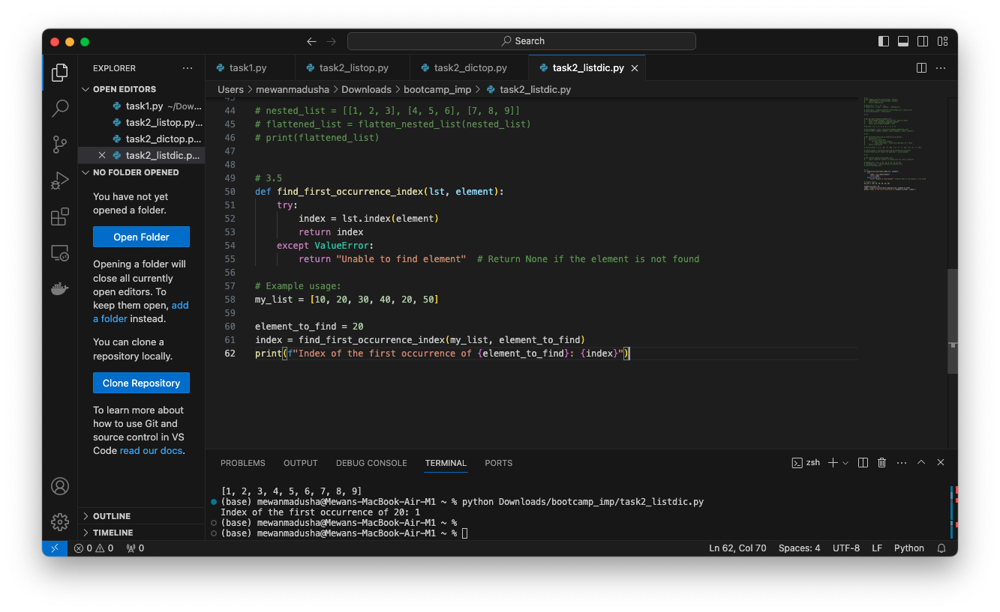 Search
EXPLORER
OPEN EDITORS
task1.py ~/Dow...
task2_listop.py...
task2_dictop.p...
task2_listdic.p...
NO FOLDER OPENED
You have not yet
opened a folder.
Open Folder
Opening a folder will
close all currently
open editors. To
keep them open, add
a folder instead.
You can clone a
repository locally.
Clone Repository
To learn more about
how to use Git and
source control in VS
Code read our docs.
OUTLINE
TIMELINE
task1.py task2_listop.py task2_dictop.py task2_listdic.py
Users > mewanmadusha > Downloads > bootcamp_imp > task2_listdic.py
44 # nested_list = [[1, 2, 3], [4, 5, 6], [7, 8, 9]]
45 # flattened_list = flatten_nested_list(nested_list)
46 # print(flattened_list)
47
48
49 # 3.5
50 def find_first_occurrence_index(lst, element):
51 try:
52 index = lst.index(element)
53 return index
54 except ValueError:
55 return "Unable to find element" # Return None if the element is not found
56
57 # Example usage:
58 my_list = [10, 20, 30, 40, 20, 50]
59
60 element_to_find = 20
61 index = find_first_occurrence_index(my_list, element_to_find)
62 print(f"Index of the first occurrence of {element_to_find}: {index}")
PROBLEMS OUTPUT DEBUG CONSOLE TERMINAL PORTS zsh
[1, 2, 3, 4, 5, 6, 7, 8, 9]
(base) mewanmadusha@Mewans-MacBook-Air-M1 ~ % python Downloads/bootcamp_imp/task2_listdic.py
Index of the first occurrence of 20: 1
(base) mewanmadusha@Mewans-MacBook-Air-M1 ~ %
(base) mewanmadusha@Mewans-MacBook-Air-M1 ~ %
0 0 0 Ln 62, Col 70 Spaces: 4 UTF-8 LF Python